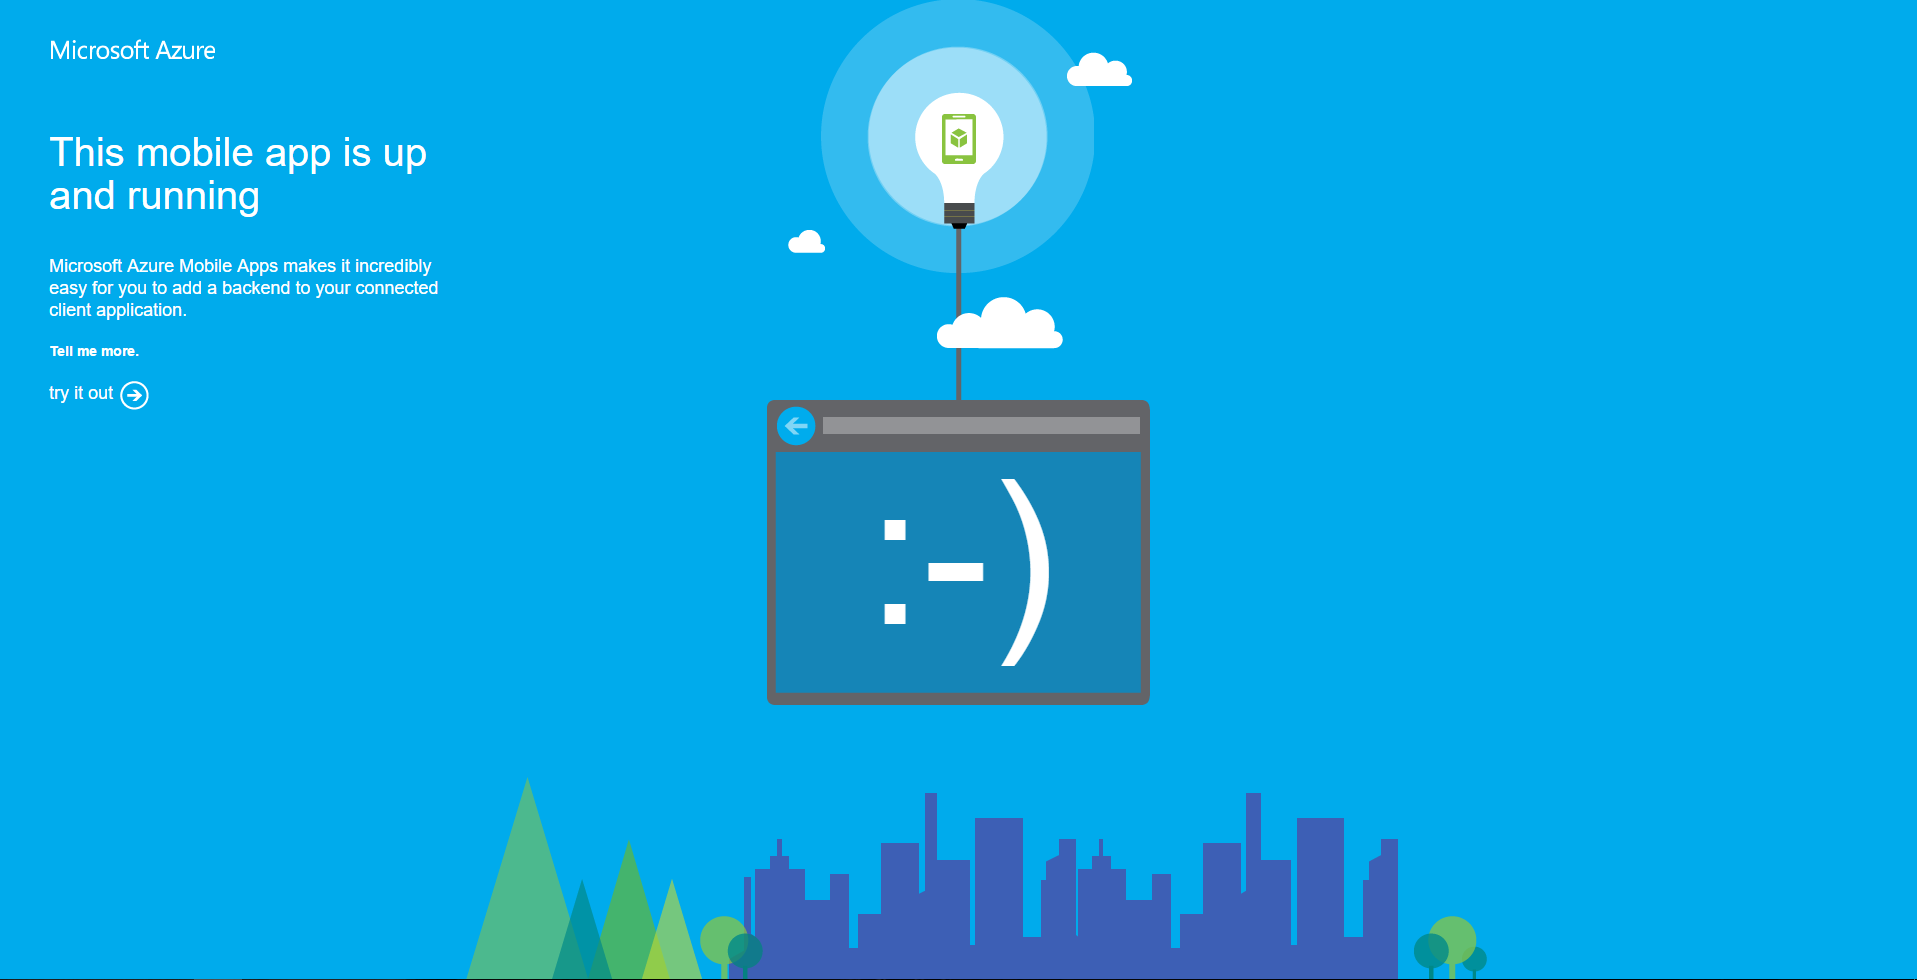 Microsoft Azure
This mobile app is up
and running
Microsoft Azure Mobile Apps makes it incredibly
easy for you to add a backend to your connected
client application.
Tell me more.
try it out
:-)